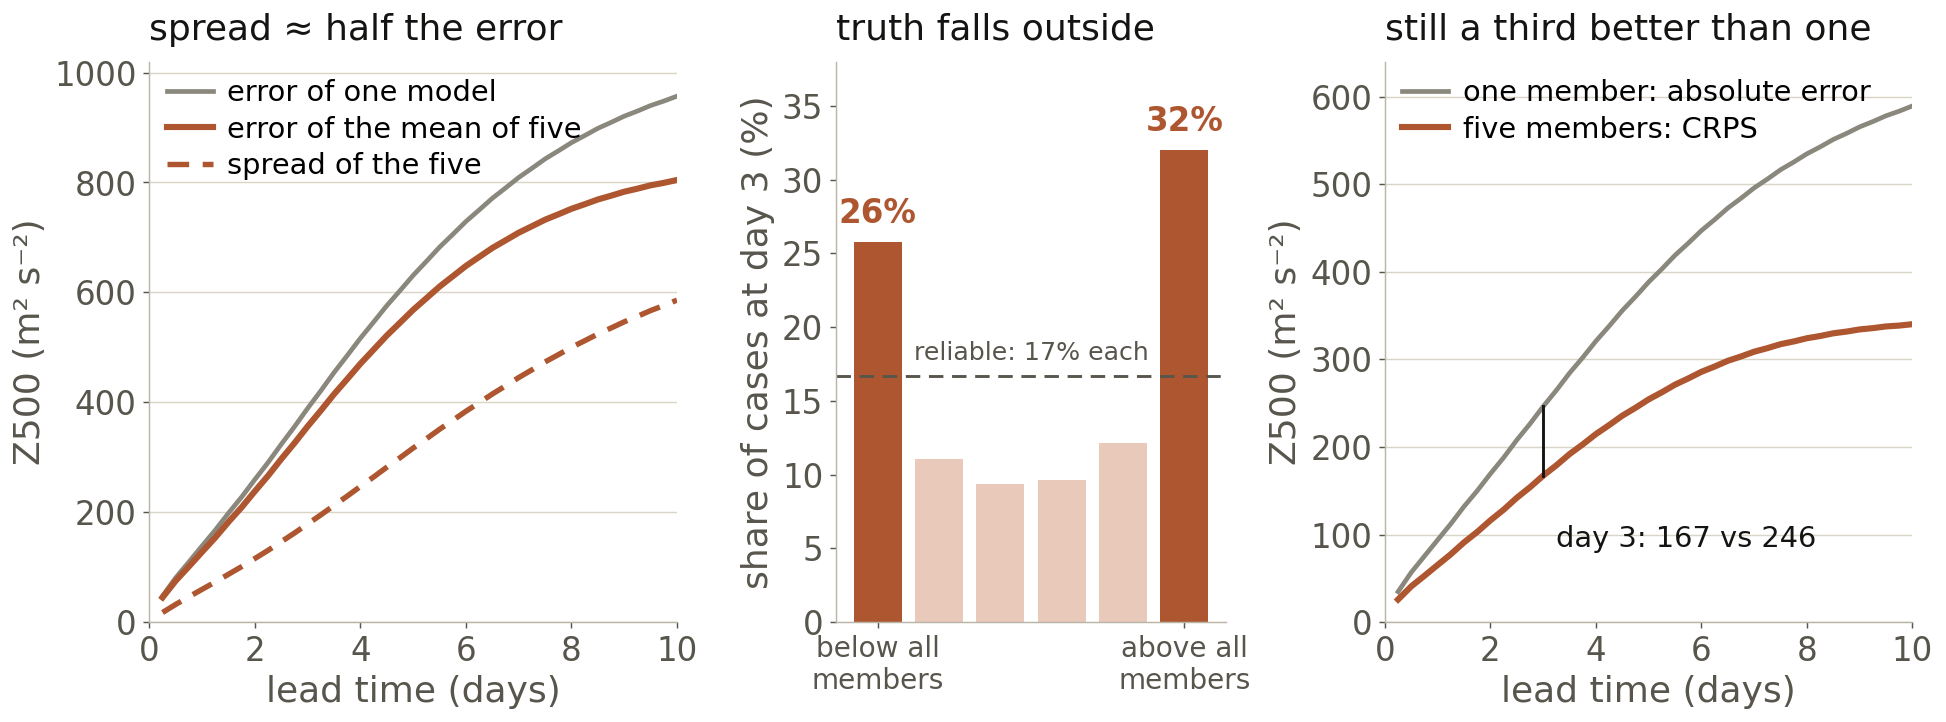 spread ≈ half the error
error of one model
error of the mean of five
spread of the five
1000
800
600
400
200
0
Z500 (m² s⁻²)
0 2 4 6 8 10
lead time (days)
truth falls outside
share of cases at day 3 (%)
35
30
25
20
15
10
5
0
26%
32%
reliable: 17% each
below all
members
above all
members
still a third better than one
one member: absolute error
five members: CRPS
600
500
400
300
200
100
0
Z500 (m² s⁻²)
day 3: 167 vs 246
0 2 4 6 8 10
lead time (days)